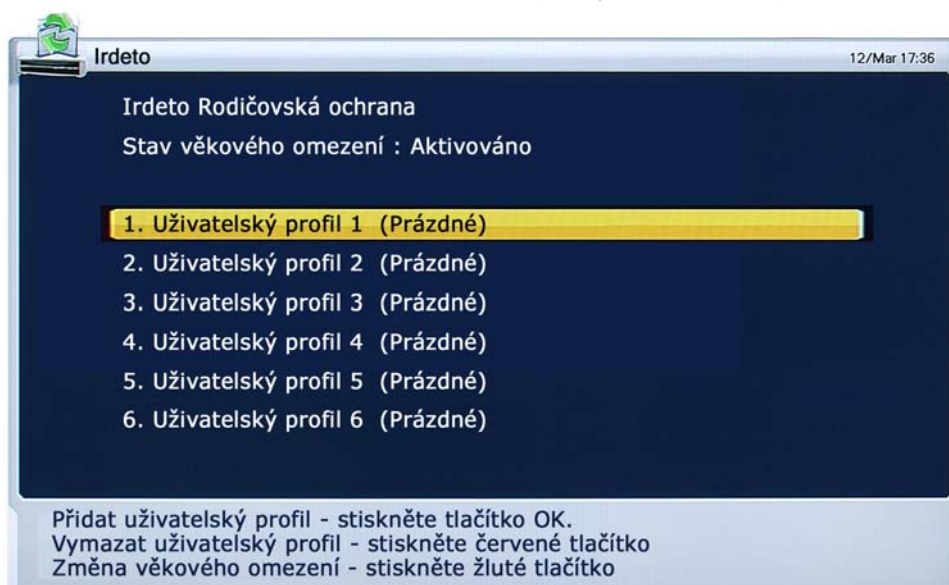 Irdeto
12/Mar 17:36
Irdeto Rodičovská ochrana
Stav věkového omezení : Aktivováno
1. Uživatelský profil 1 (Prázdné)
2. Uživatelský profil 2 (Prázdné)
3. Uživatelský profil 3 (Prázdné)
4. Uživatelský profil 4 (Prázdné)
5. Uživatelský profil 5 (Prázdné)
6. Uživatelský profil 6 (Prázdné)
Přidat uživatelský profil - stiskněte tlačítko OK.
Vymazat uživatelský profil - stiskněte červené tlačítko
Změna věkového omezení - stiskněte žluté tlačítko